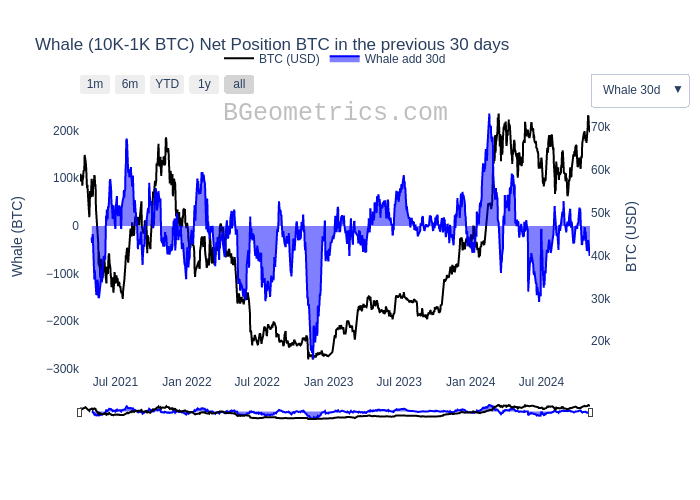 Whale (10K-1K BTC) Net Position BTC in the previous 30 days
BTC (USD) Whale add 30d
1m 6m YTD 1y all
Whale 30d ▼
BGeometrics.com
200k
100k
0
−100k
−200k
−300k
Whale (BTC)
70k
60k
50k
40k
30k
20k
BTC (USD)
Jul 2021 Jan 2022 Jul 2022 Jan 2023 Jul 2023 Jan 2024 Jul 2024